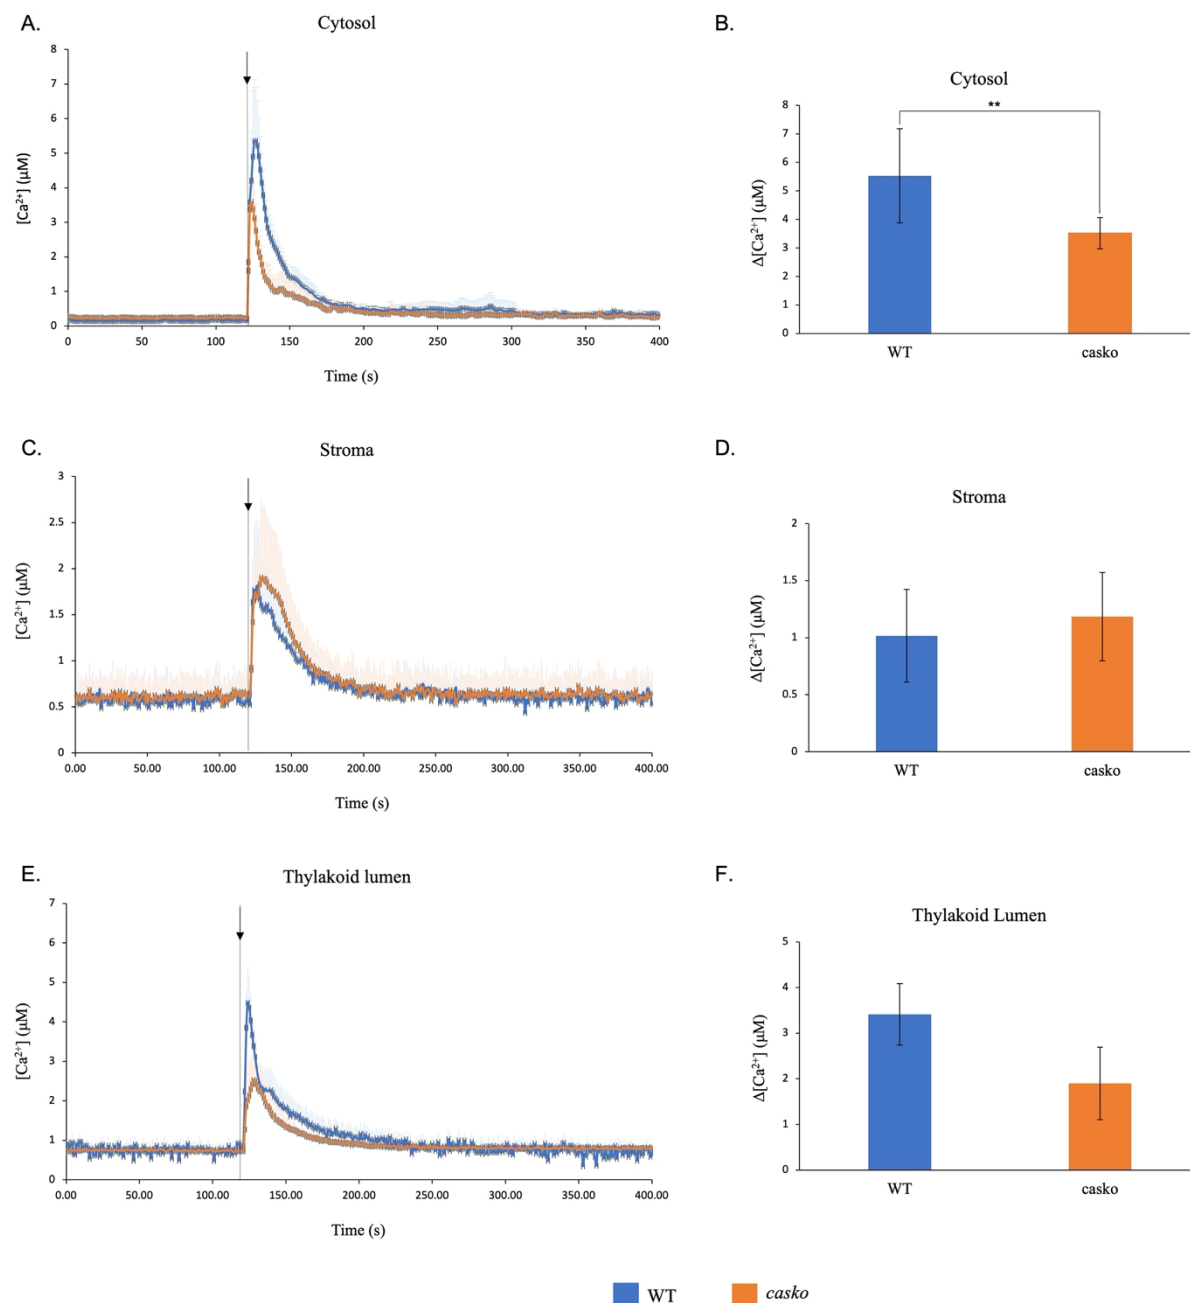 A.
Cytosol
8
7
6
5
4
3
2
1
0
[Ca²⁺] (μM)
0 50 100 150 200 250 300 350 400
Time (s)
B.
Cytosol
**
8
7
6
5
4
3
2
1
0
Δ[Ca²⁺] (μM)
WT casko
C.
Stroma
3
2.5
2
1.5
1
0.5
0
[Ca²⁺] (μM)
0.00 50.00 100.00 150.00 200.00 250.00 300.00 350.00 400.00
Time (s)
D.
Stroma
2
1.5
1
0.5
0
Δ[Ca²⁺] (μM)
WT casko
E.
Thylakoid lumen
7
6
5
4
3
2
1
0
[Ca²⁺] (μM)
0.00 50.00 100.00 150.00 200.00 250.00 300.00 350.00 400.00
Time (s)
F.
Thylakoid Lumen
5
4
3
2
1
0
Δ[Ca²⁺] (μM)
WT casko
WT casko